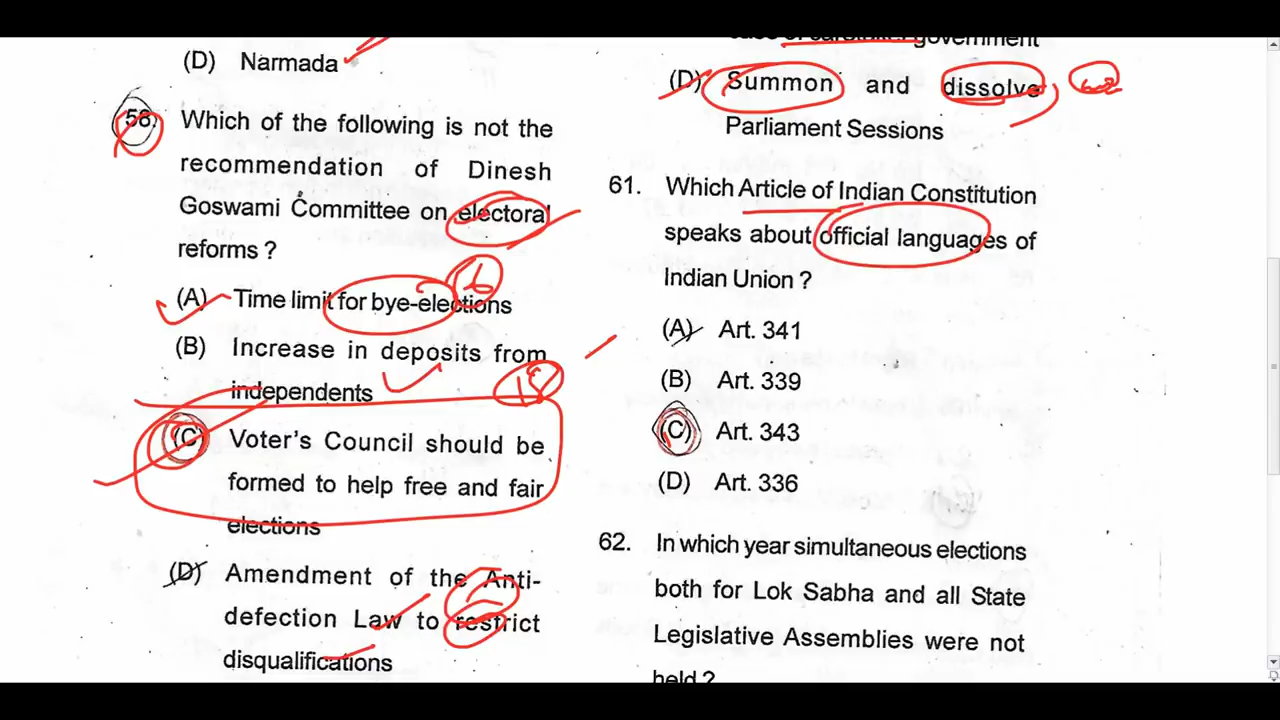 (D) Narmada
58. Which of the following is not the
recommendation of Dinesh
Goswami Committee on electoral
reforms ?
(A) Time limit for bye-elections
6
(B) Increase in deposits from
independents
(C) Voter's Council should be
formed to help free and fair
elections
(D) Amendment of the Anti-
defection Law to restrict
disqualifications
government
(D) Summon and dissolve
Parliament Sessions
61. Which Article of Indian Constitution
speaks about official languages of
Indian Union ?
(A) Art. 341
(B) Art. 339
(C) Art. 343
(D) Art. 336
62. In which year simultaneous elections
both for Lok Sabha and all State
Legislative Assemblies were not
held ?